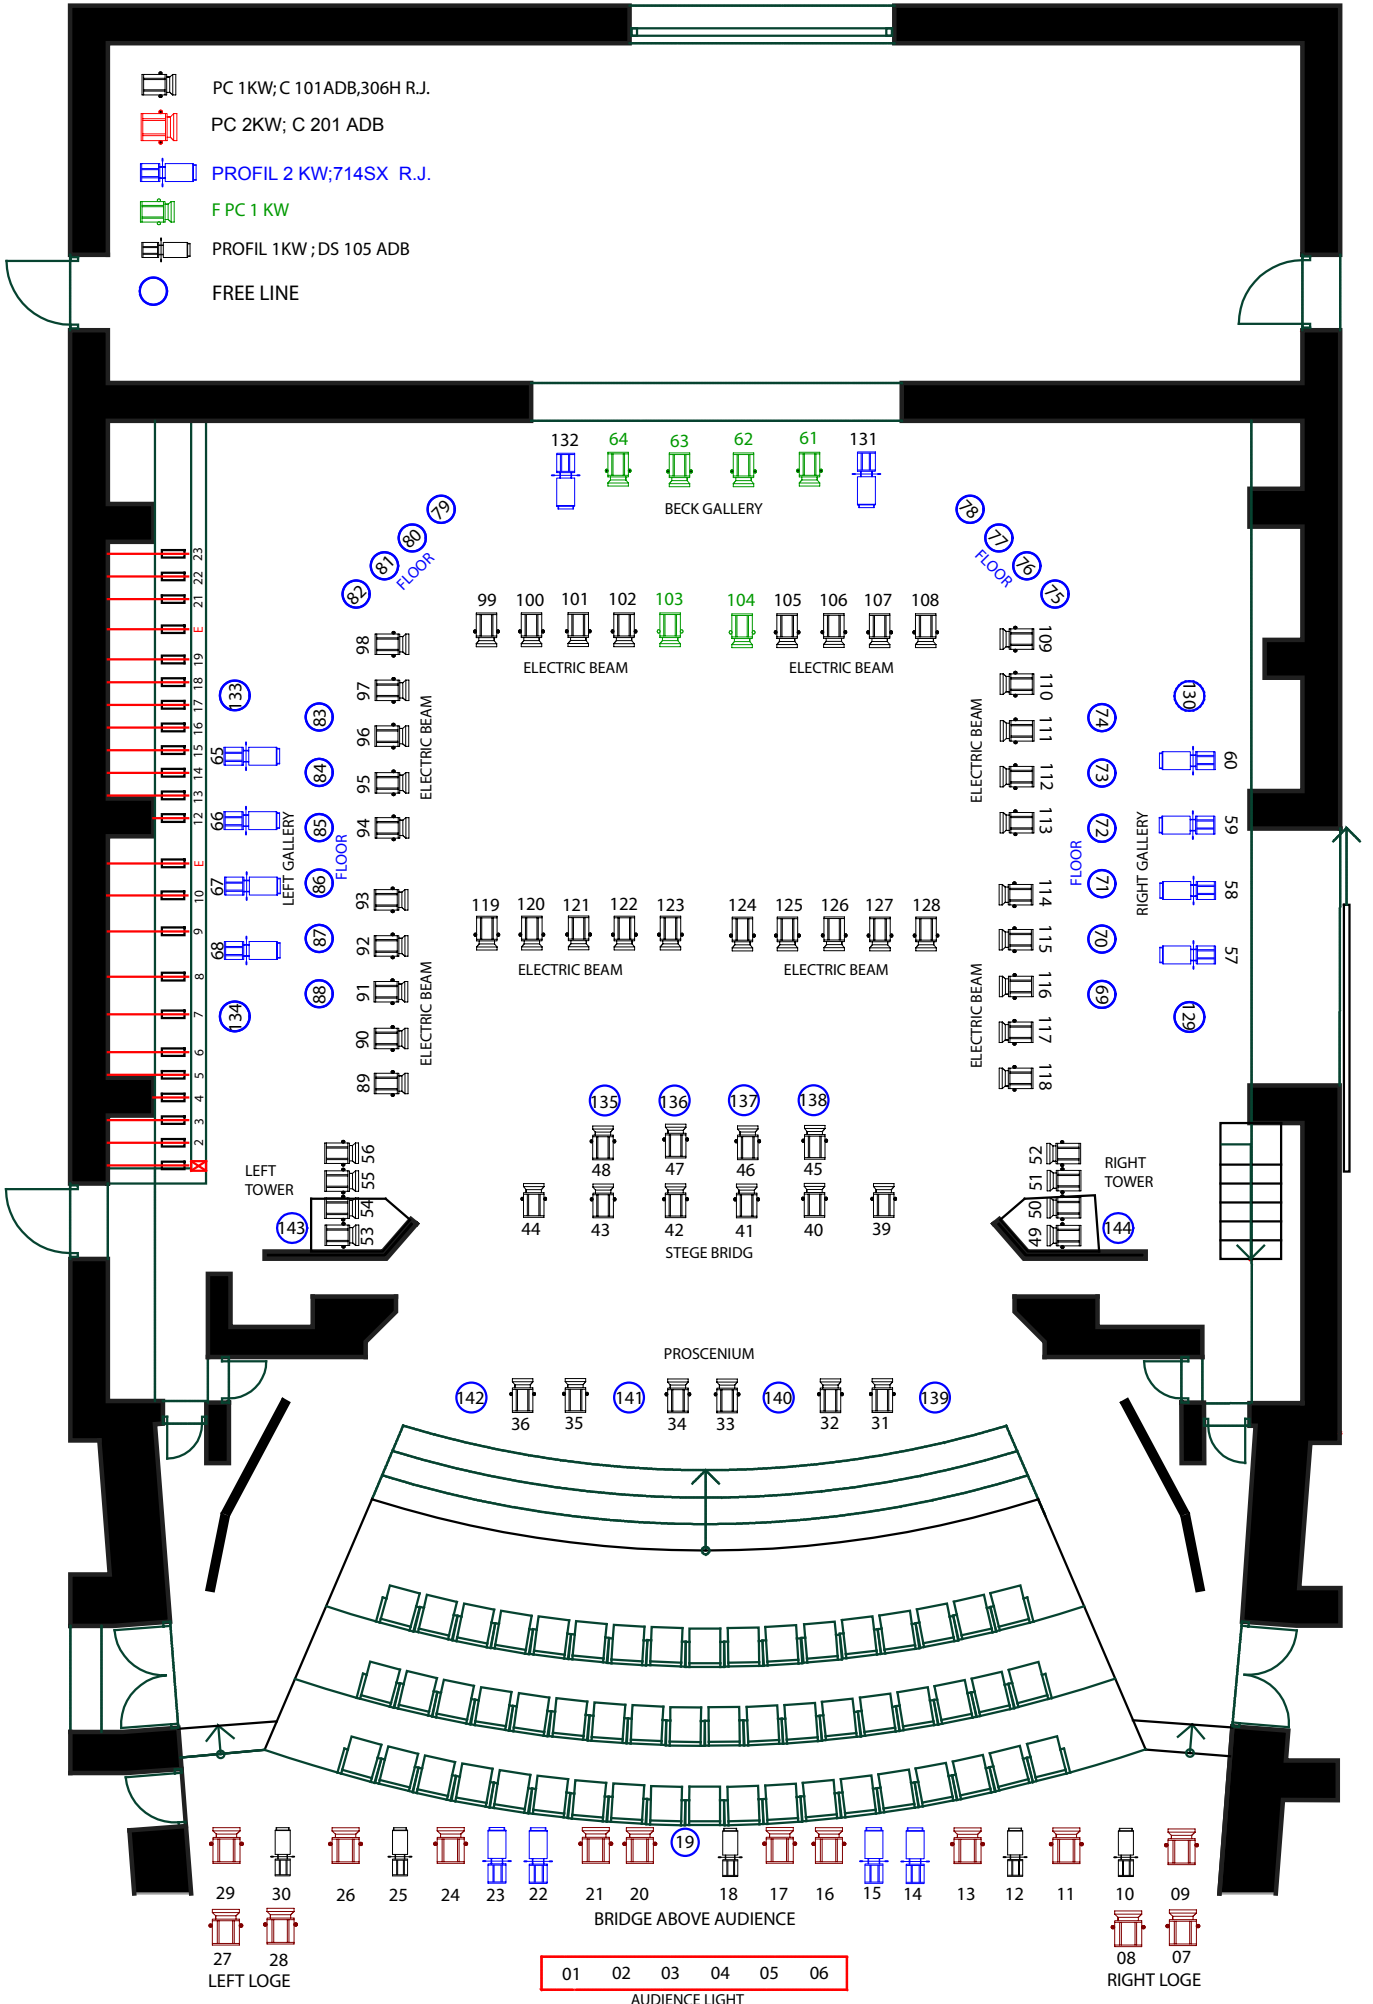 PC 1KW; C 101ADB,306H R.J.
PC 2KW; C 201 ADB
PROFIL 2 KW;714SX R.J.
F PC 1 KW
PROFIL 1KW ; DS 105 ADB
FREE LINE
132 64 63 62 61 131
BECK GALLERY
79 80 81 82
FLOOR
78 77 76 75
FLOOR
99 100 101 102 103 104 105 106 107 108
ELECTRIC BEAM ELECTRIC BEAM
23 22 21 E 19 18 17 16 15 14 13 12 E 10 9 8 7 6 5 4 3 2
133
65 66 67 68
134
LEFT GALLERY
83 84 85 86 87 88
FLOOR
98 97 96 95 94
ELECTRIC BEAM
93 92 91 90 89
ELECTRIC BEAM
109 110 111 112 113
ELECTRIC BEAM
114 115 116 117 118
ELECTRIC BEAM
74 73 72 71 70 69
FLOOR
RIGHT GALLERY
130
60 59 58 57
129
119 120 121 122 123 124 125 126 127 128
ELECTRIC BEAM ELECTRIC BEAM
135 136 137 138
48 47 46 45
44 43 42 41 40 39
STEGE BRIDG
LEFT
TOWER
56 55 54 53
143
RIGHT
TOWER
52 51 50 49
144
PROSCENIUM
142 141 140 139
36 35 34 33 32 31
19
29 30 26 25 24 23 22 21 20 18 17 16 15 14 13 12 11 10 09
BRIDGE ABOVE AUDIENCE
27 28 08 07
LEFT LOGE RIGHT LOGE
01 02 03 04 05 06
AUDIENCE LIGHT